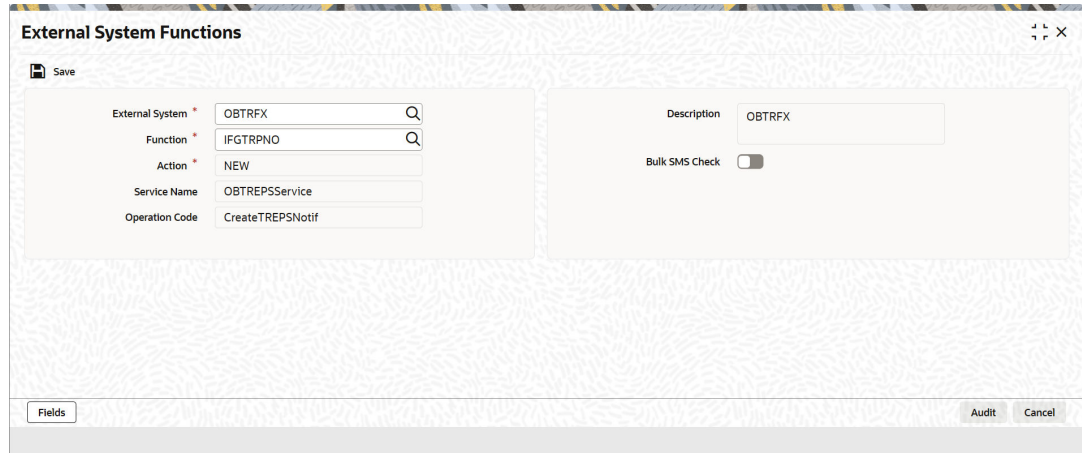 External System Functions
Save
External System * OBTRFX
Function * IFGTRPNO
Action * NEW
Service Name OBTREPSService
Operation Code CreateTREPSNotif
Description OBTRFX
Bulk SMS Check
Fields
Audit Cancel